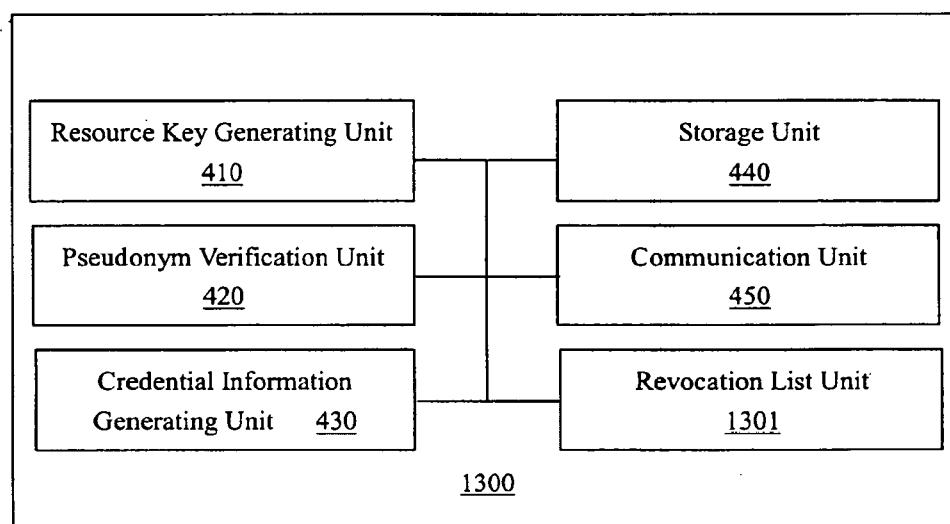 Resource Key Generating Unit
410
Storage Unit
440
Pseudonym Verification Unit
420
Communication Unit
450
Credential Information
Generating Unit 430
Revocation List Unit
1301
1300